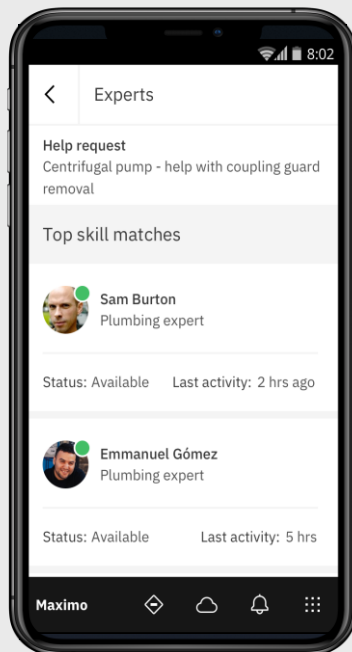 8:02
Experts
Help request
Centrifugal pump - help with coupling guard
removal
Top skill matches
Sam Burton
Plumbing expert
Status: Available Last activity: 2 hrs ago
Emmanuel Gómez
Plumbing expert
Status: Available Last activity: 5 hrs
Maximo